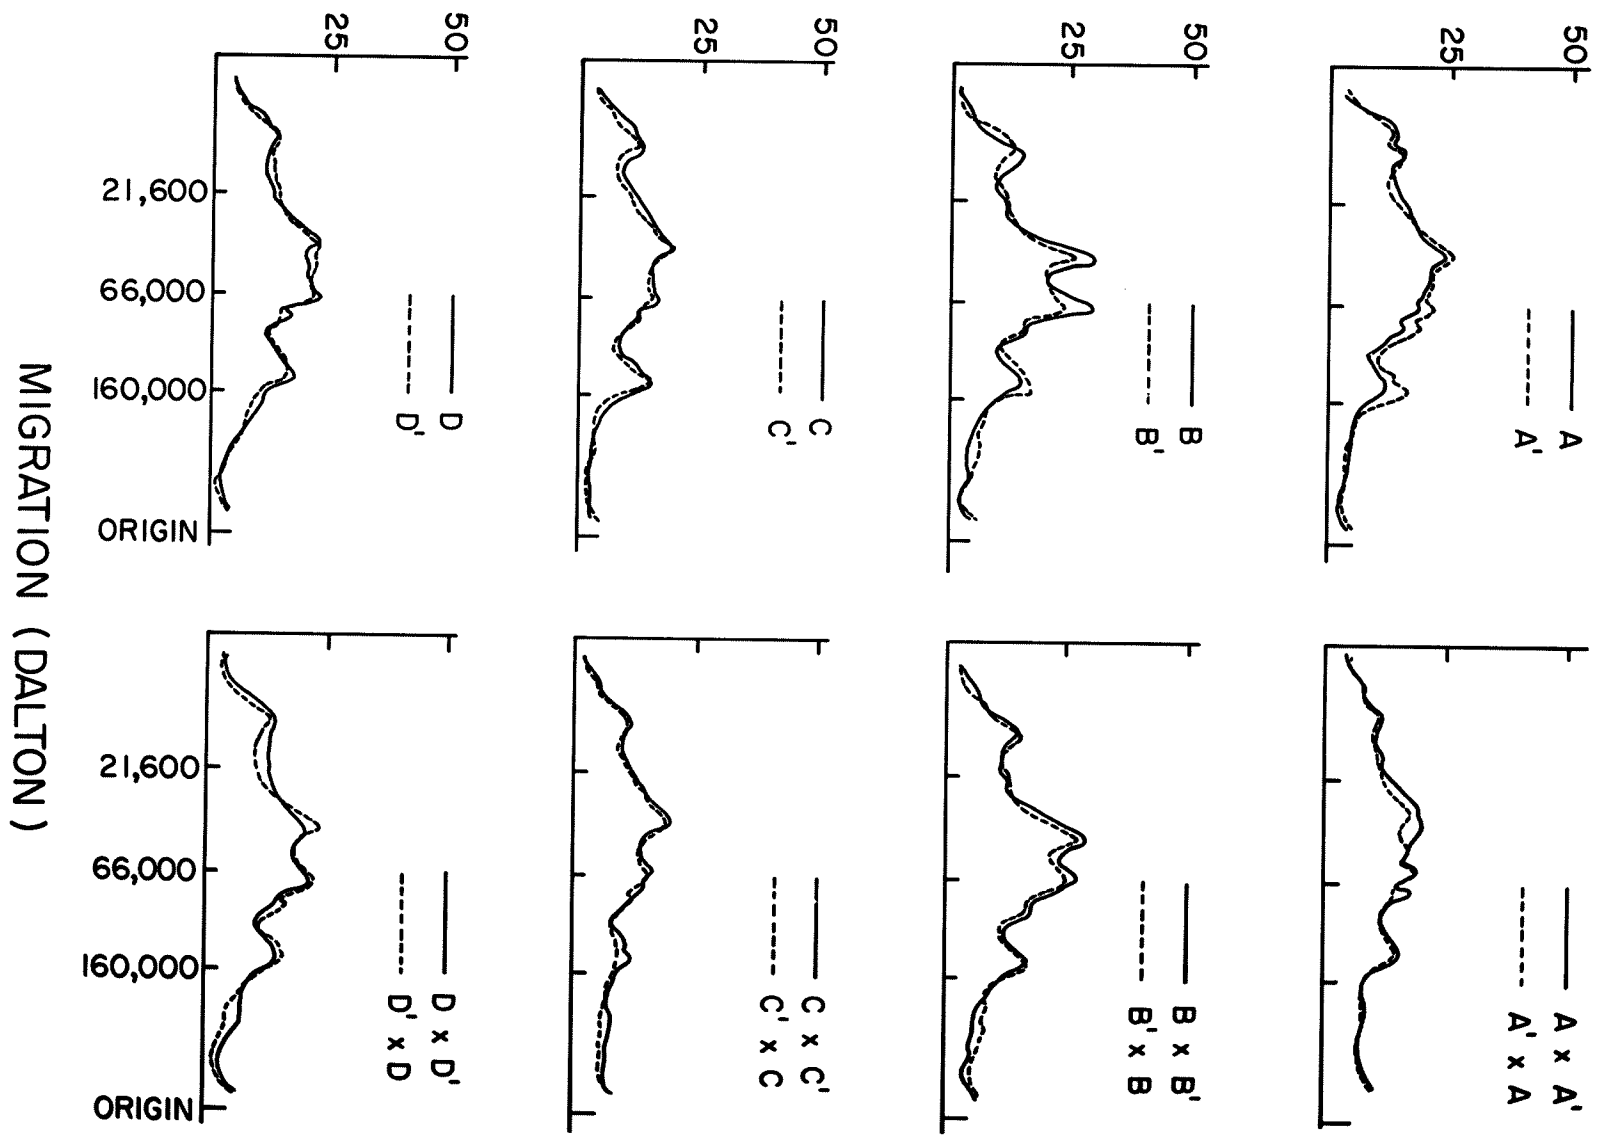 50
25
A
A'
A x A'
A' x A
50
25
B
B'
B x B'
B' x B
50
25
C
C'
C x C'
C' x C
50
25
D
D'
D x D'
D' x D
21,600
66,000
160,000
ORIGIN
21,600
66,000
160,000
ORIGIN
MIGRATION (DALTON)